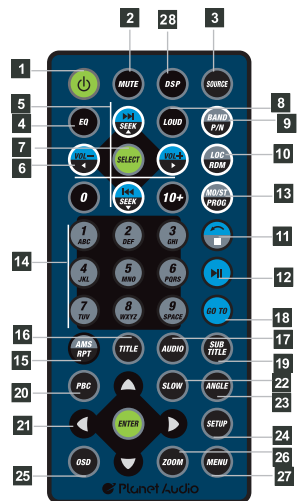 2
28
3
1
MUTE
DSP
SOURCE
5
8
4
EQ
SEEK
LOUD
BAND
P/N
9
7
VOL−
SELECT
VOL+
LOC
RDM
10
6
0
SEEK
10+
MO/ST
PROG
13
14
1
ABC
2
DEF
3
GHI
11
4
JKL
5
MNO
6
PQRS
12
7
TUV
8
WXYZ
9
SPACE
GO TO
18
16
AMS
RPT
TITLE
AUDIO
SUB
TITLE
17
15
19
20
PBC
SLOW
ANGLE
22
23
21
ENTER
SETUP
24
25
OSD
ZOOM
MENU
26
27
Planet Audio